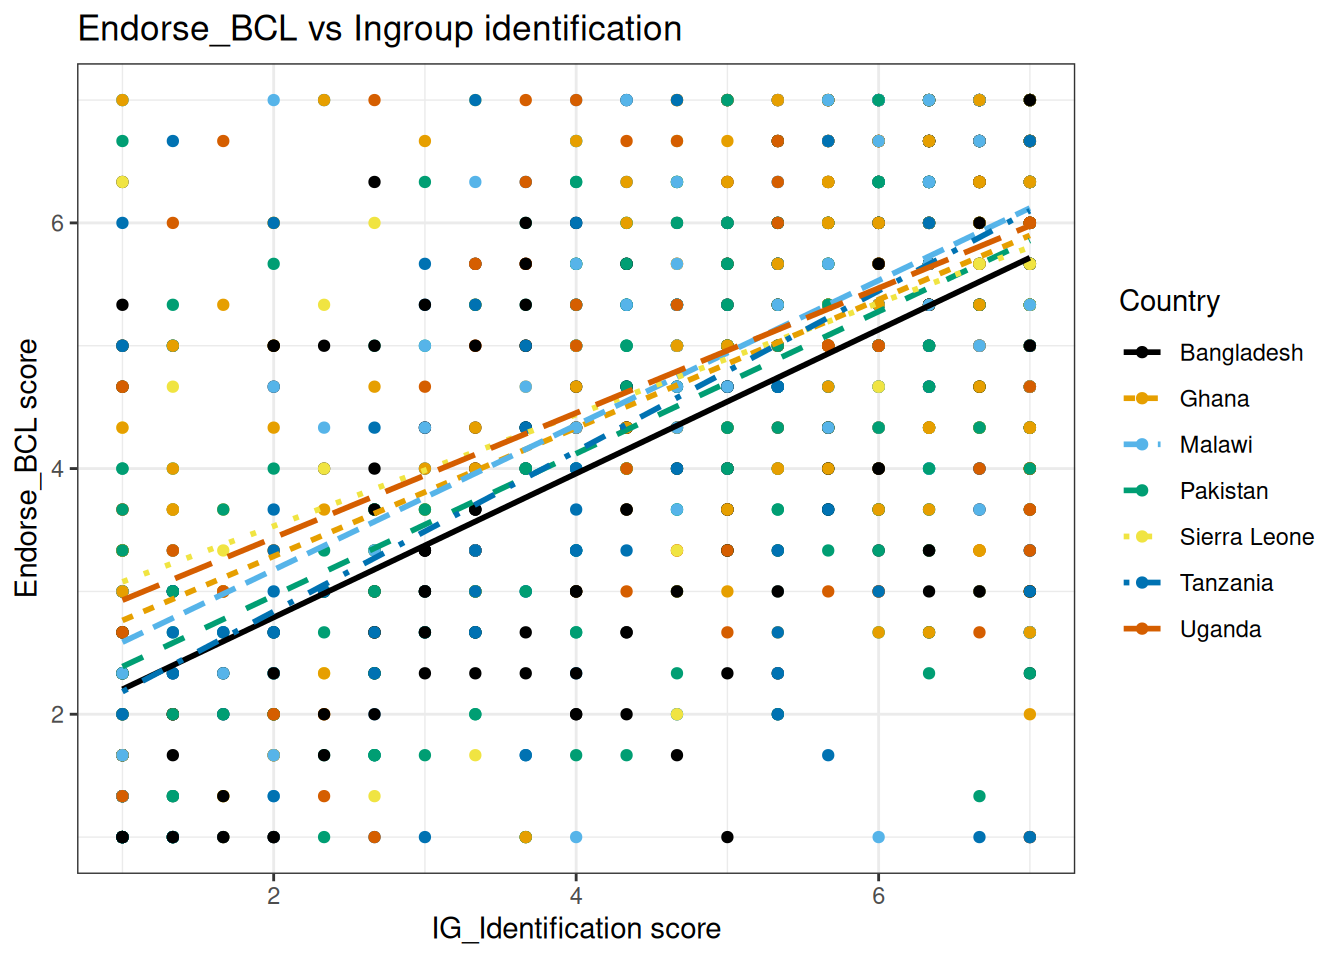 Endorse_BCL vs Ingroup identification
Endorse_BCL score
6
4
2
2
4
6
IG_Identification score
Country
Bangladesh
Ghana
Malawi
Pakistan
Sierra Leone
Tanzania
Uganda